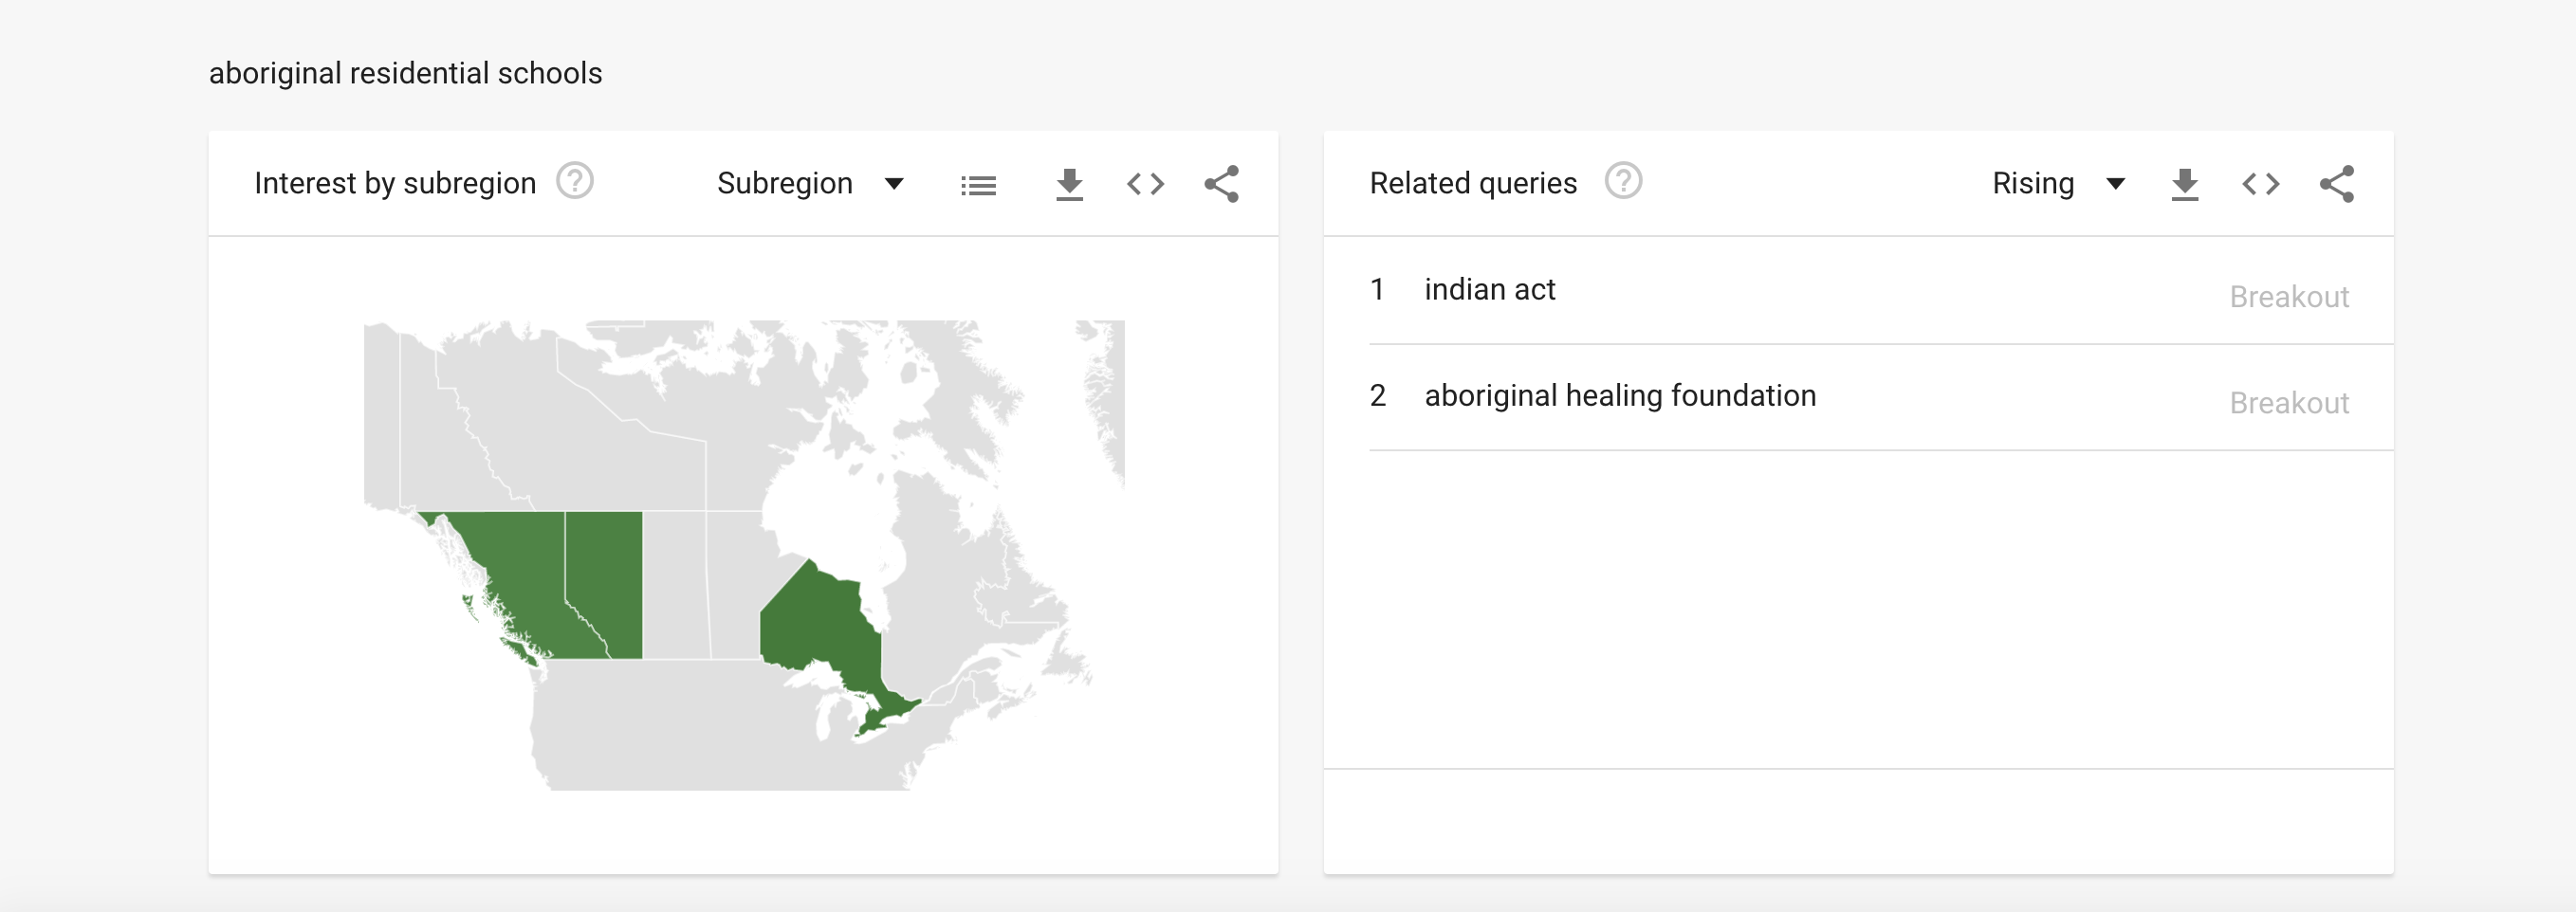 aboriginal residential schools
Interest by subregion ? Subregion
Related queries ? Rising
1 indian act Breakout
2 aboriginal healing foundation Breakout